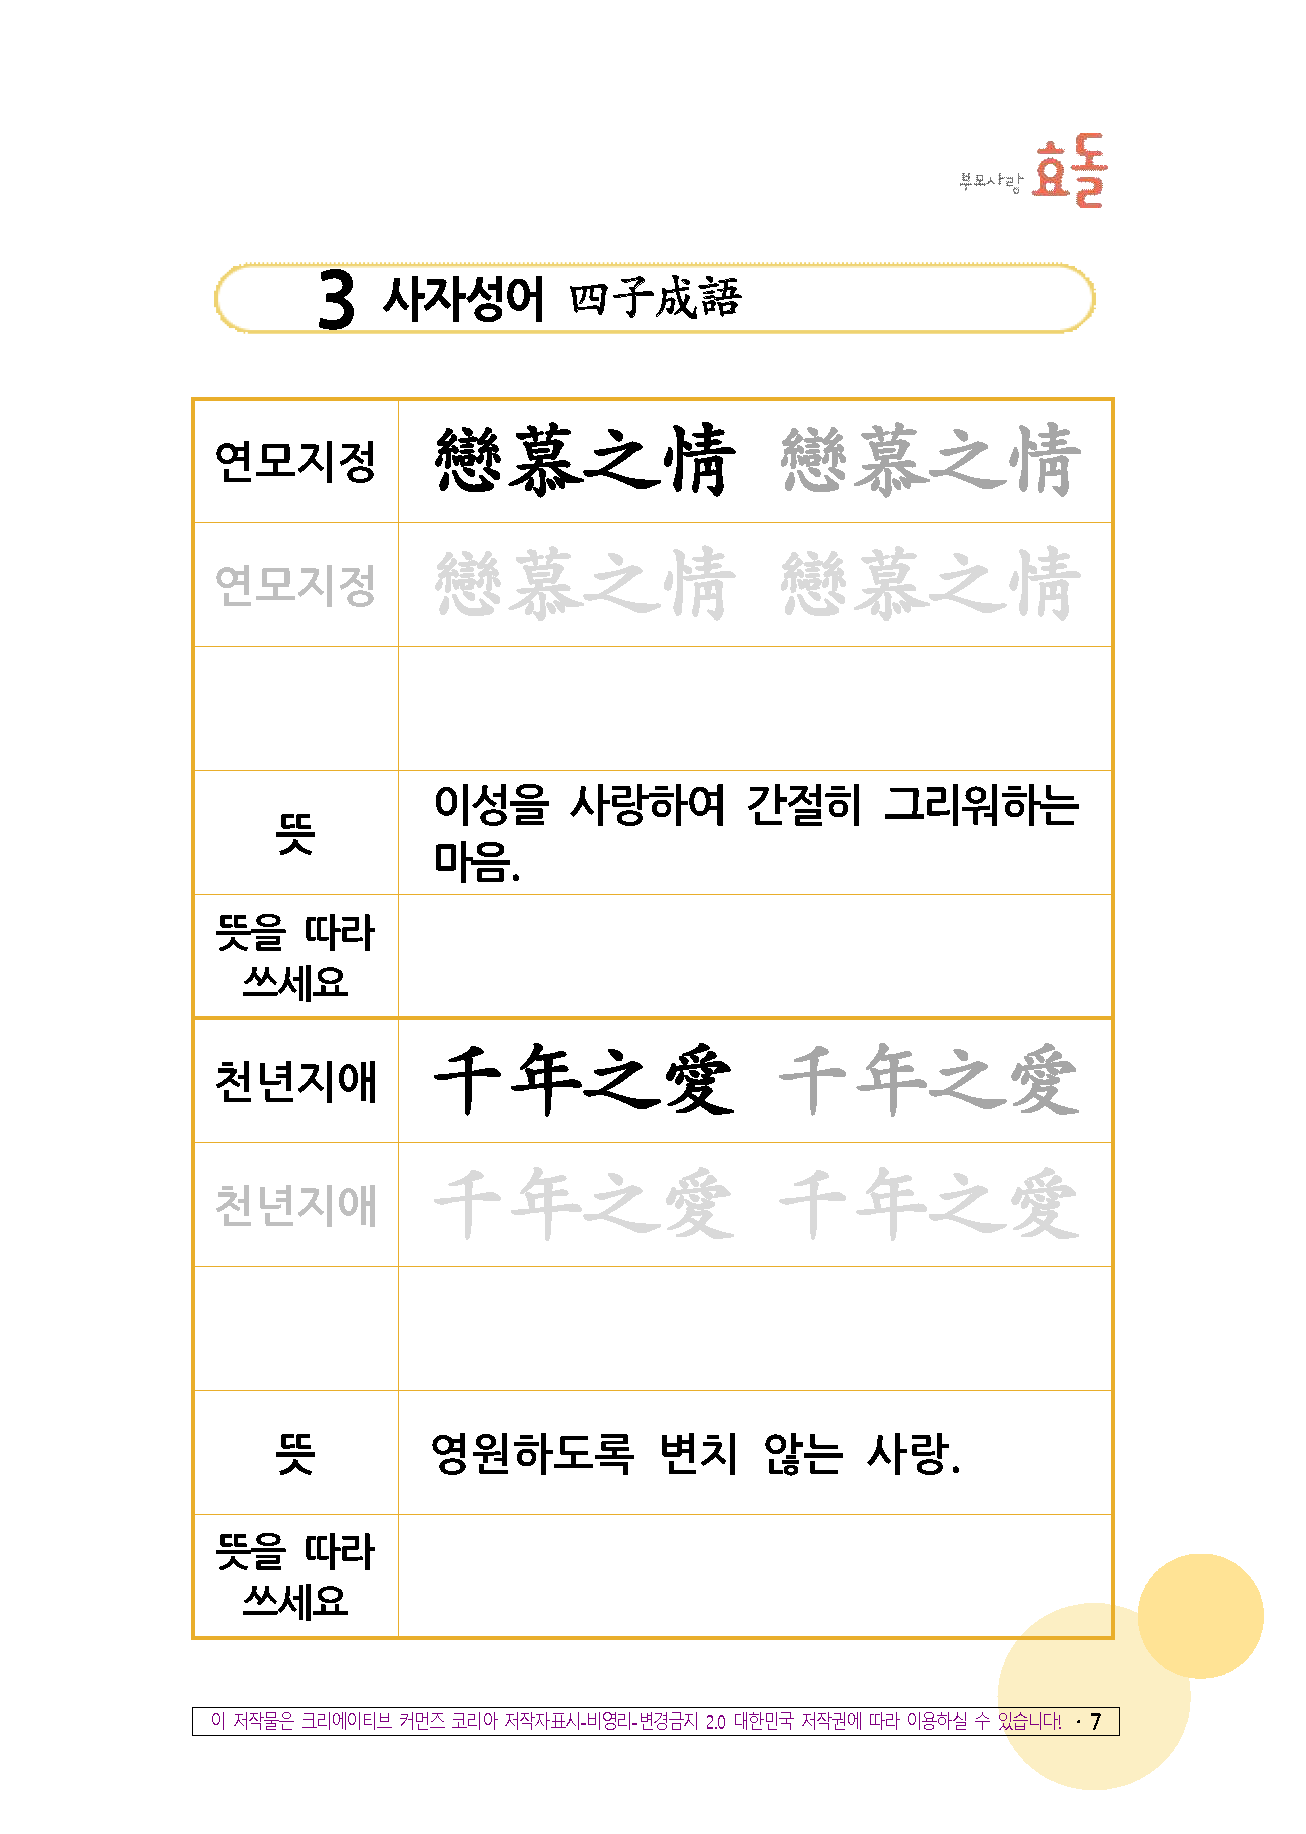 부모사랑 효돌
3 사자성어 四子成語
연모지정 戀慕之情 戀慕之情
연모지정 戀慕之情 戀慕之情
뜻 이성을 사랑하여 간절히 그리워하는
마음.
뜻을 따라
쓰세요
천년지애 千年之愛 千年之愛
천년지애 千年之愛 千年之愛
뜻 영원하도록 변치 않는 사랑.
뜻을 따라
쓰세요
이 저작물은 크리에이티브 커먼즈 코리아 저작자표시-비영리-변경금지 2.0 대한민국 저작권에 따라 이용하실 수 있습니다! · 7